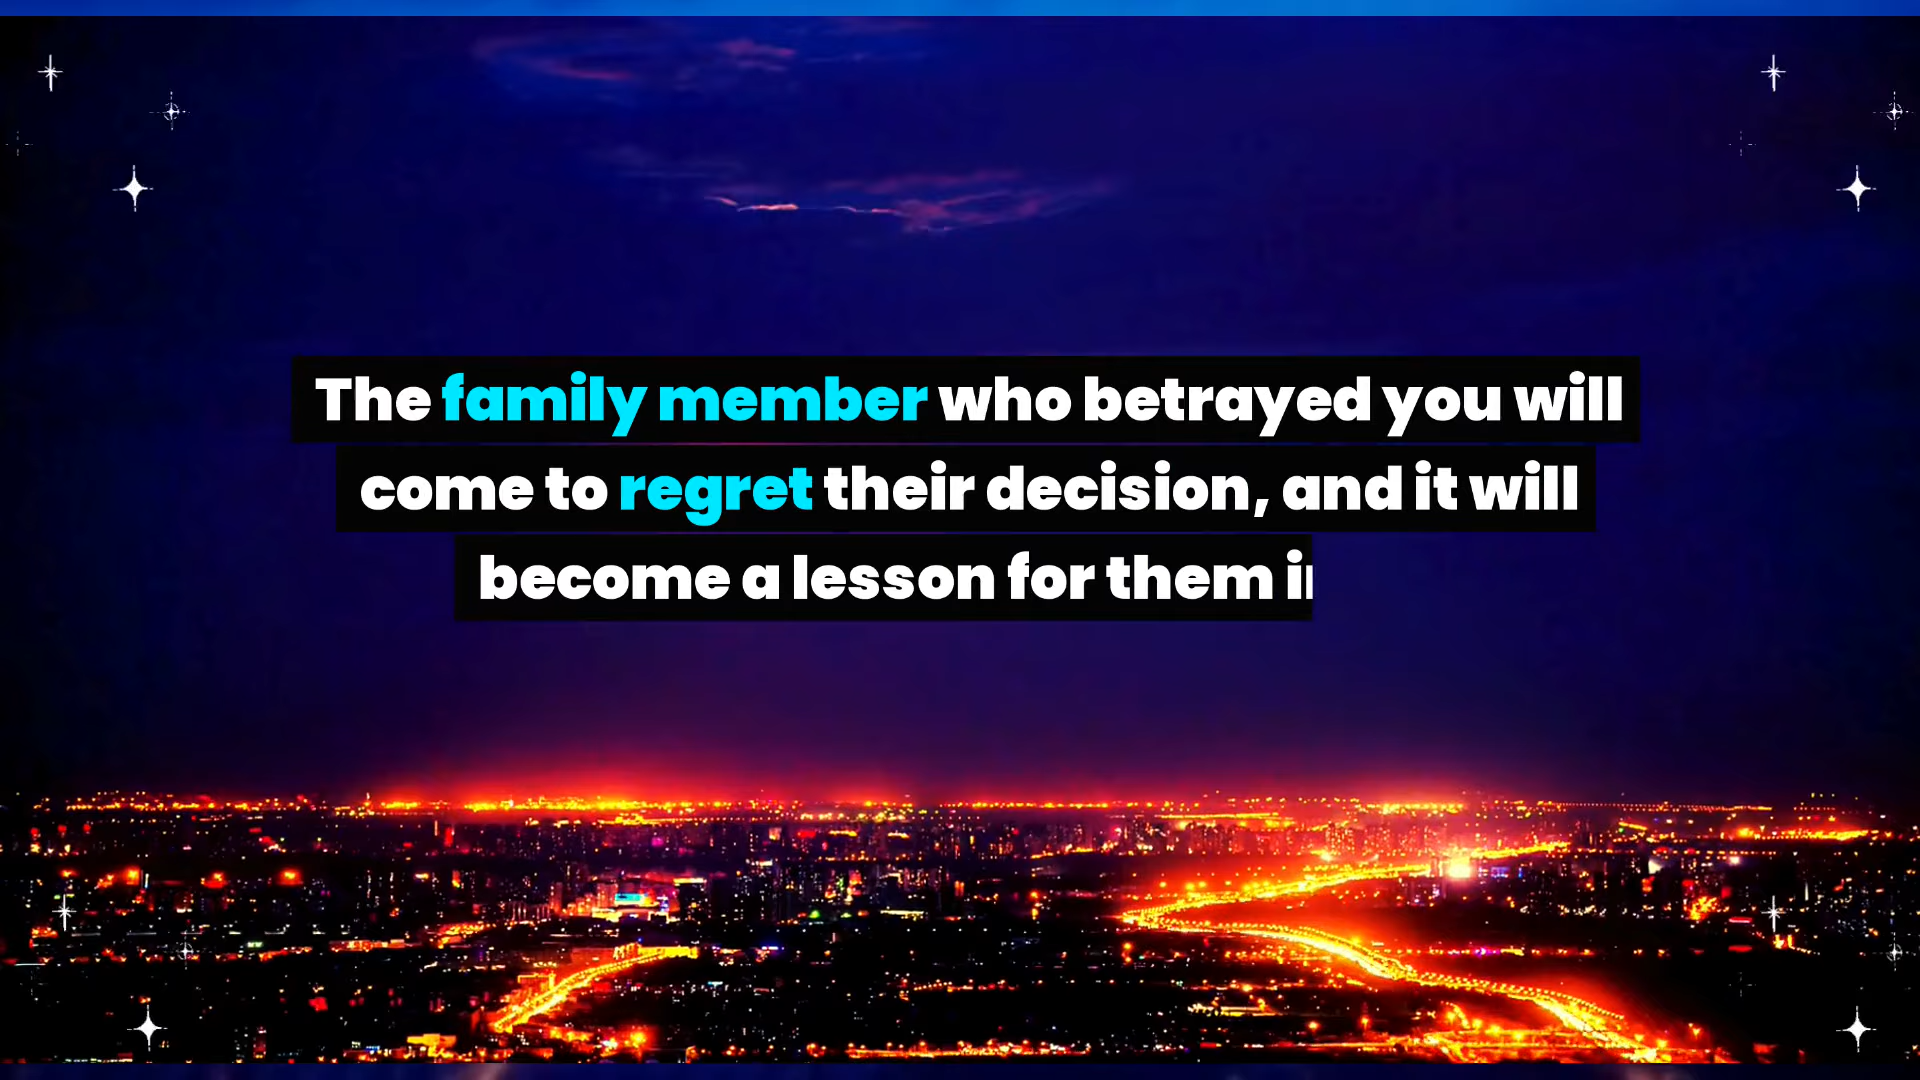 The family member who betrayed you will
come to regret their decision, and it will
become a lesson for them